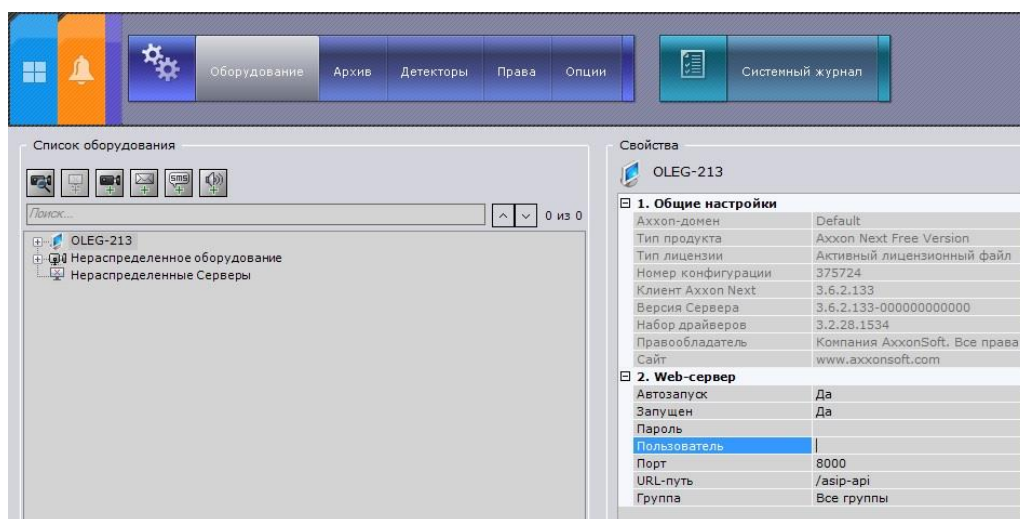 Оборудование Архив Детекторы Права Опции Системный журнал
Список оборудования
SMS
Поиск...
0 из 0
OLEG-213
Нераспределенное оборудование
Нераспределенные Серверы
Свойства
OLEG-213
1. Общие настройки
Аххоп-домен Default
Тип продукта Axxon Next Free Version
Тип лицензии Активный лицензионный файл
Номер конфигурации 375724
Клиент Axxon Next 3.6.2.133
Версия Сервера 3.6.2.133-000000000000
Набор драйверов 3.2.28.1534
Правообладатель Компания AxxonSoft. Все права
Сайт www.axxonsoft.com
2. Web-сервер
Автозапуск Да
Запущен Да
Пароль
Пользователь
Порт 8000
URL-путь /asip-api
Группа Все группы